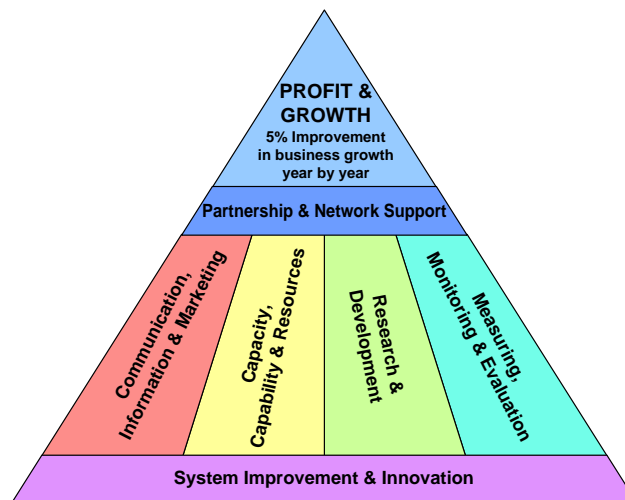 PROFIT &
GROWTH
5% Improvement
in business growth
year by year
Partnership & Network Support
Communication,
Information & Marketing
Capacity,
Capability & Resources
Research &
Development
Measuring,
Monitoring & Evaluation
System Improvement & Innovation